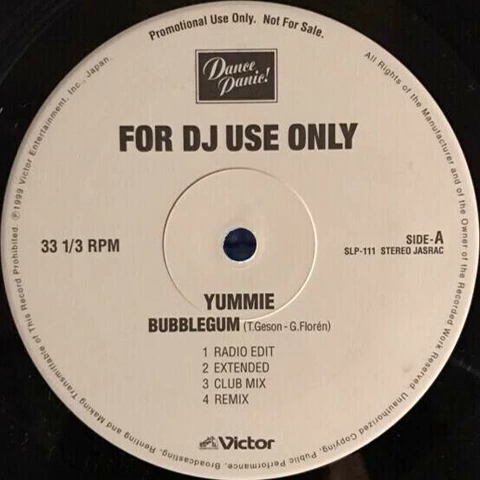 Promotional Use Only. Not For Sale.
Dance
Panic!
FOR DJ USE ONLY
33 1/3 RPM
SIDE-A
SLP-111 STEREO JASRAC
YUMMIE
BUBBLEGUM (T.Geson - G.Florén)
1 RADIO EDIT
2 EXTENDED
3 CLUB MIX
4 REMIX
Victor
All Rights of the Manufacturer and of the Owner of the Recorded Work Reserved. Unauthorized Copying, Public Performance, Broadcasting, Renting and Making Transmittable of This Record Prohibited. ℗1999 Victor Entertainment, Inc., Japan.